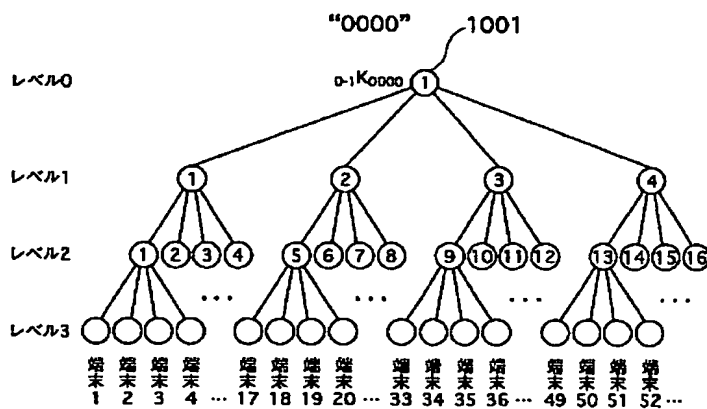 “0000” 1001
レベル0 0-1K0000 1
レベル1 1 2 3 4
レベル2 1 2 3 4 5 6 7 8 9 10 11 12 13 14 15 16
… … … …
レベル3
端末1 端末2 端末3 端末4 … 端末17 端末18 端末19 端末20 … 端末33 端末34 端末35 端末36 … 端末49 端末50 端末51 端末52 …